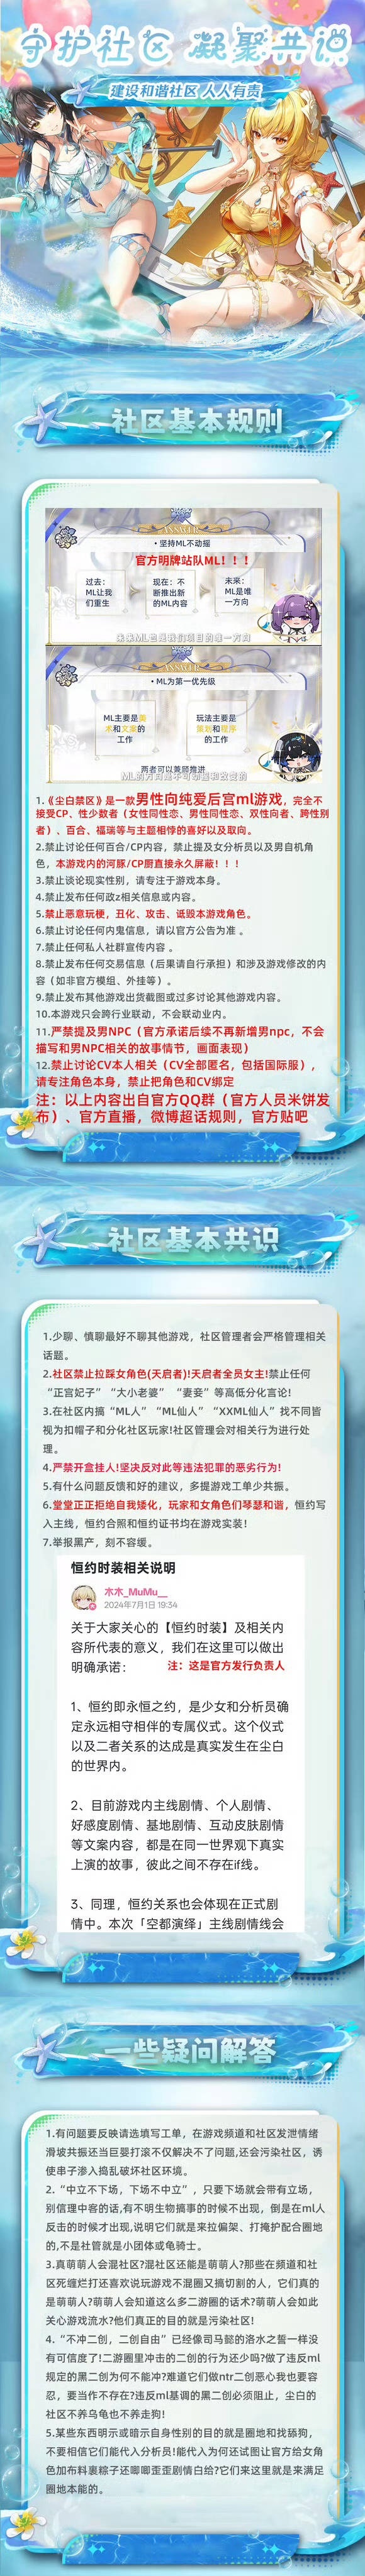 守护社区 凝聚共识
建设和谐社区 人人有责
社区基本规则
ANSWER
• 坚持ML不动摇
官方明牌站队ML！！！
过去：
ML让我
们重生
现在：不
断推出新
的ML内容
未来：
ML是唯
一方向
未来ML也是我们项目的唯一方向
ANSWER
• ML为第一优先级
ML主要是美
术和文案的
工作
玩法主要是
策划和程序
的工作
两者可以兼顾推进
ML的方向是不可动摇和改变的
1.《尘白禁区》是一款男性向纯爱后宫ml游戏，完全不
接受CP、性少数者（女性同性恋、男性同性恋、双性向者、跨性别
者）、百合、福瑞等与主题相悖的喜好以及取向。
2.禁止讨论任何百合/CP内容，禁止提及女分析员以及男自机角
色，本游戏内的河豚/CP厨直接永久屏蔽！！！
3.禁止谈论现实性别，请专注于游戏本身。
4.禁止发布任何政z相关信息或内容。
5.禁止恶意玩梗，丑化、攻击、诋毁本游戏角色。
6.禁止讨论任何内鬼信息，请以官方公告为准 。
7.禁止任何私人社群宣传内容 。
8.禁止发布任何交易信息（后果请自行承担）和涉及游戏修改的内
容（如非官方模组、外挂等）。
9.禁止发布其他游戏出货截图或过多讨论其他游戏内容。
10.本游戏只会跨行业联动，不会联动业内。
11.严禁提及男NPC（官方承诺后续不再新增男npc，不会
描写和男NPC相关的故事情节，画面表现）
12.禁止讨论CV本人相关（CV全部匿名，包括国际服），
请专注角色本身，禁止把角色和CV绑定
注：以上内容出自官方QQ群（官方人员米饼发
布）、官方直播，微博超话规则，官方贴吧
社区基本共识
1.少聊、慎聊最好不聊其他游戏，社区管理者会严格管理相关
话题。
2.社区禁止拉踩女角色(天启者)!天启者全员女主!禁止任何
“正宫妃子” “大小老婆” “妻妾”等高低分化言论!
3.在社区内搞“ML人” “ML仙人” “XXML仙人”找不同皆
视为扣帽子和分化社区玩家!社区管理会对相关行为进行处
理。
4.严禁开盒挂人!坚决反对此等违法犯罪的恶劣行为!
5.有什么问题反馈和好的建议，多提游戏工单少共振。
6.堂堂正正拒绝自我矮化，玩家和女角色们琴瑟和谐，恒约写
入主线，恒约合照和恒约证书均在游戏实装！
7.举报黑产，刻不容缓。
恒约时装相关说明
木木_MuMu__
2024年7月1日 19:34
关于大家关心的【恒约时装】及相关内
容所代表的意义，我们在这里可以做出
明确承诺：
注：这是官方发行负责人
1、恒约即永恒之约，是少女和分析员确
定永远相守相伴的专属仪式。这个仪式
以及二者关系的达成是真实发生在尘白
的世界内。
2、目前游戏内主线剧情、个人剧情、
好感度剧情、基地剧情、互动皮肤剧情
等文案内容，都是在同一世界观下真实
上演的故事，彼此之间不存在if线。
3、同理，恒约关系也会体现在正式剧
情中。本次「空都演绎」主线剧情线会
一些疑问解答
1.有问题要反映请选填写工单，在游戏频道和社区发泄情绪
滑坡共振还当巨婴打滚不仅解决不了问题,还会污染社区，诱
使串子渗入捣乱破坏社区环境。
2.“中立不下场，下场不中立”，只要下场就会带有立场，
别信理中客的话,有不明生物搞事的时候不出现，倒是在ml人
反击的时候才出现,说明它们就是来拉偏架、打掩护配合圈地
的,不是社管就是小团体或龟骑士。
3.真萌萌人会混社区?混社区还能是萌萌人?那些在频道和社
区死缠烂打还喜欢说玩游戏不混圈又搞切割的人，它们真的
是萌萌人?萌萌人会知道这么多二游圈的话术?萌萌人会如此
关心游戏流水?他们真正的目的就是污染社区!
4.“不冲二创，二创自由”已经像司马懿的洛水之誓一样没
有可信度了!二游圈里冲击的二创的行为还少吗?做了违反ml
规定的黑二创为何不能冲?难道它们做ntr二创恶心我也要容
忍，要当作不存在?违反ml基调的黑二创必须阻止，尘白的
社区不养乌龟也不养走狗!
5.某些东西明示或暗示自身性别的目的就是圈地和找舔狗，
不要相信它们能代入分析员!能代入为何还试图让官方给女角
色加布料裹粽子还唧唧歪歪剧情白给?它们来这里就是来满足
圈地本能的。